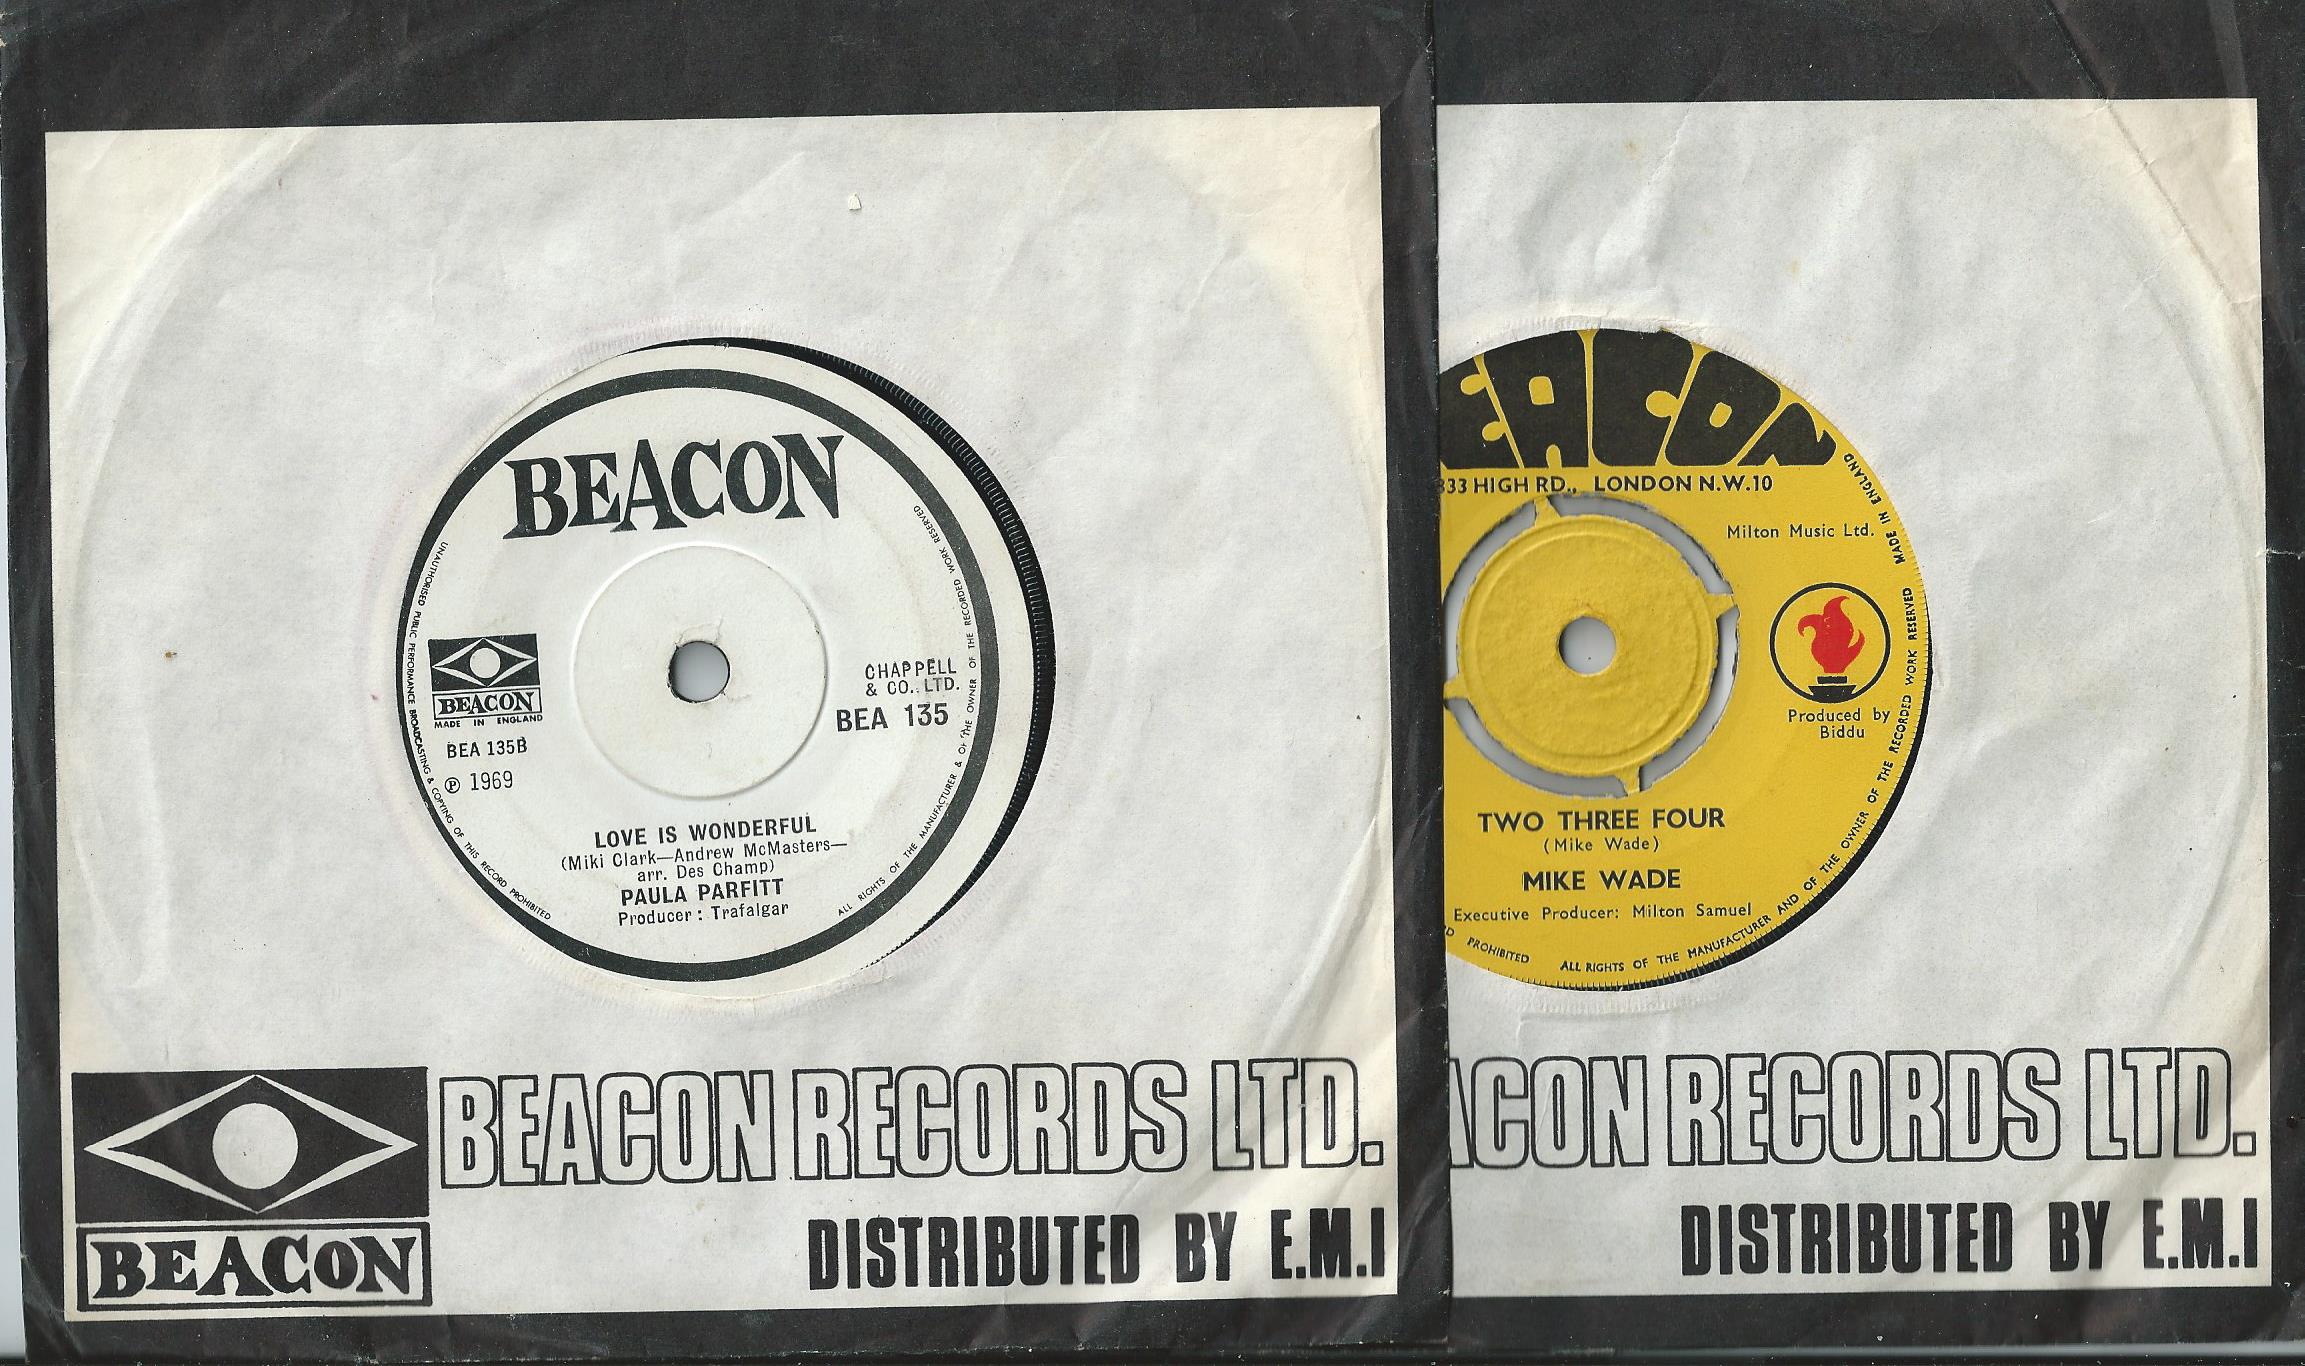 BEACON
UNAUTHORISED PUBLIC PERFORMANCE BROADCASTING & COPYING OF THIS RECORD PROHIBITED
ALL RIGHTS OF THE MANUFACTURER & OF THE OWNER OF THE RECORDED WORK RESERVED
BEACON
MADE IN ENGLAND
BEA 135B
℗ 1969
CHAPPELL
& CO. LTD.
BEA 135
LOVE IS WONDERFUL
(Miki Clark—Andrew McMasters—
arr. Des Champ)
PAULA PARFITT
Producer : Trafalgar
BEACON
BEACON RECORDS LTD.
DISTRIBUTED BY E.M.I
EACON
833 HIGH RD., LONDON N.W.10
MADE IN ENGLAND
Milton Music Ltd.
Produced by
Biddu
TWO THREE FOUR
(Mike Wade)
MIKE WADE
Executive Producer: Milton Samuel
PROHIBITED ALL RIGHTS OF THE MANUFACTURER AND OF THE OWNER OF THE RECORDED WORK RESERVED
ACON RECORDS LTD.
DISTRIBUTED BY E.M.I